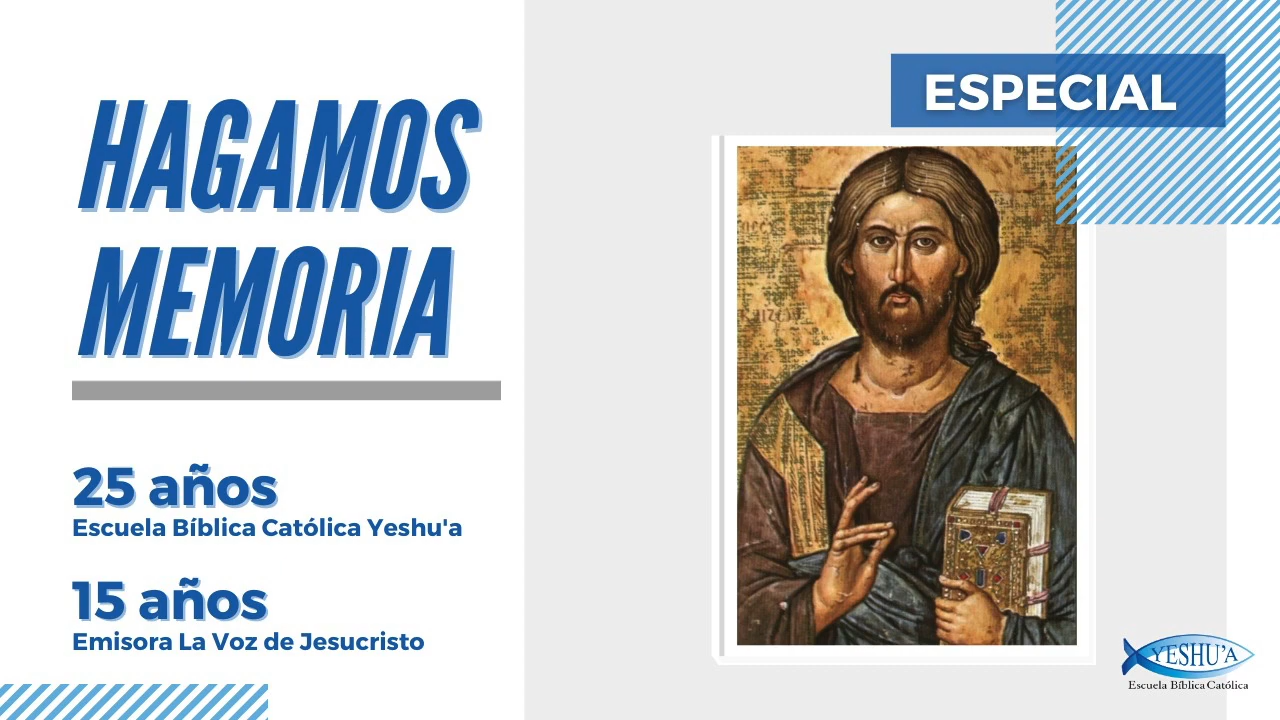 HAGAMOS
MEMORIA
25 años
Escuela Bíblica Católica Yeshu'a
15 años
Emisora La Voz de Jesucristo
ESPECIAL
YESHU'A
Escuela Bíblica Católica